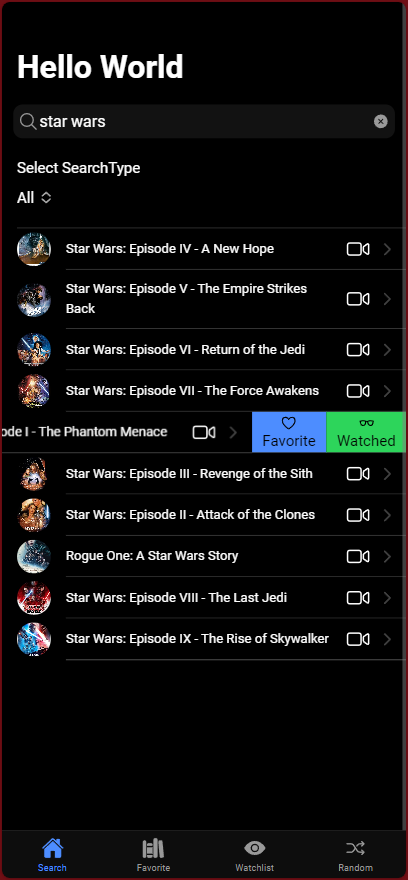 Hello World
star wars
Select SearchType
All
Star Wars: Episode IV - A New Hope
Star Wars: Episode V - The Empire Strikes
Back
Star Wars: Episode VI - Return of the Jedi
Star Wars: Episode VII - The Force Awakens
ode I - The Phantom Menace
Favorite
Watched
Star Wars: Episode III - Revenge of the Sith
Star Wars: Episode II - Attack of the Clones
Rogue One: A Star Wars Story
Star Wars: Episode VIII - The Last Jedi
Star Wars: Episode IX - The Rise of Skywalker
Search
Favorite
Watchlist
Random